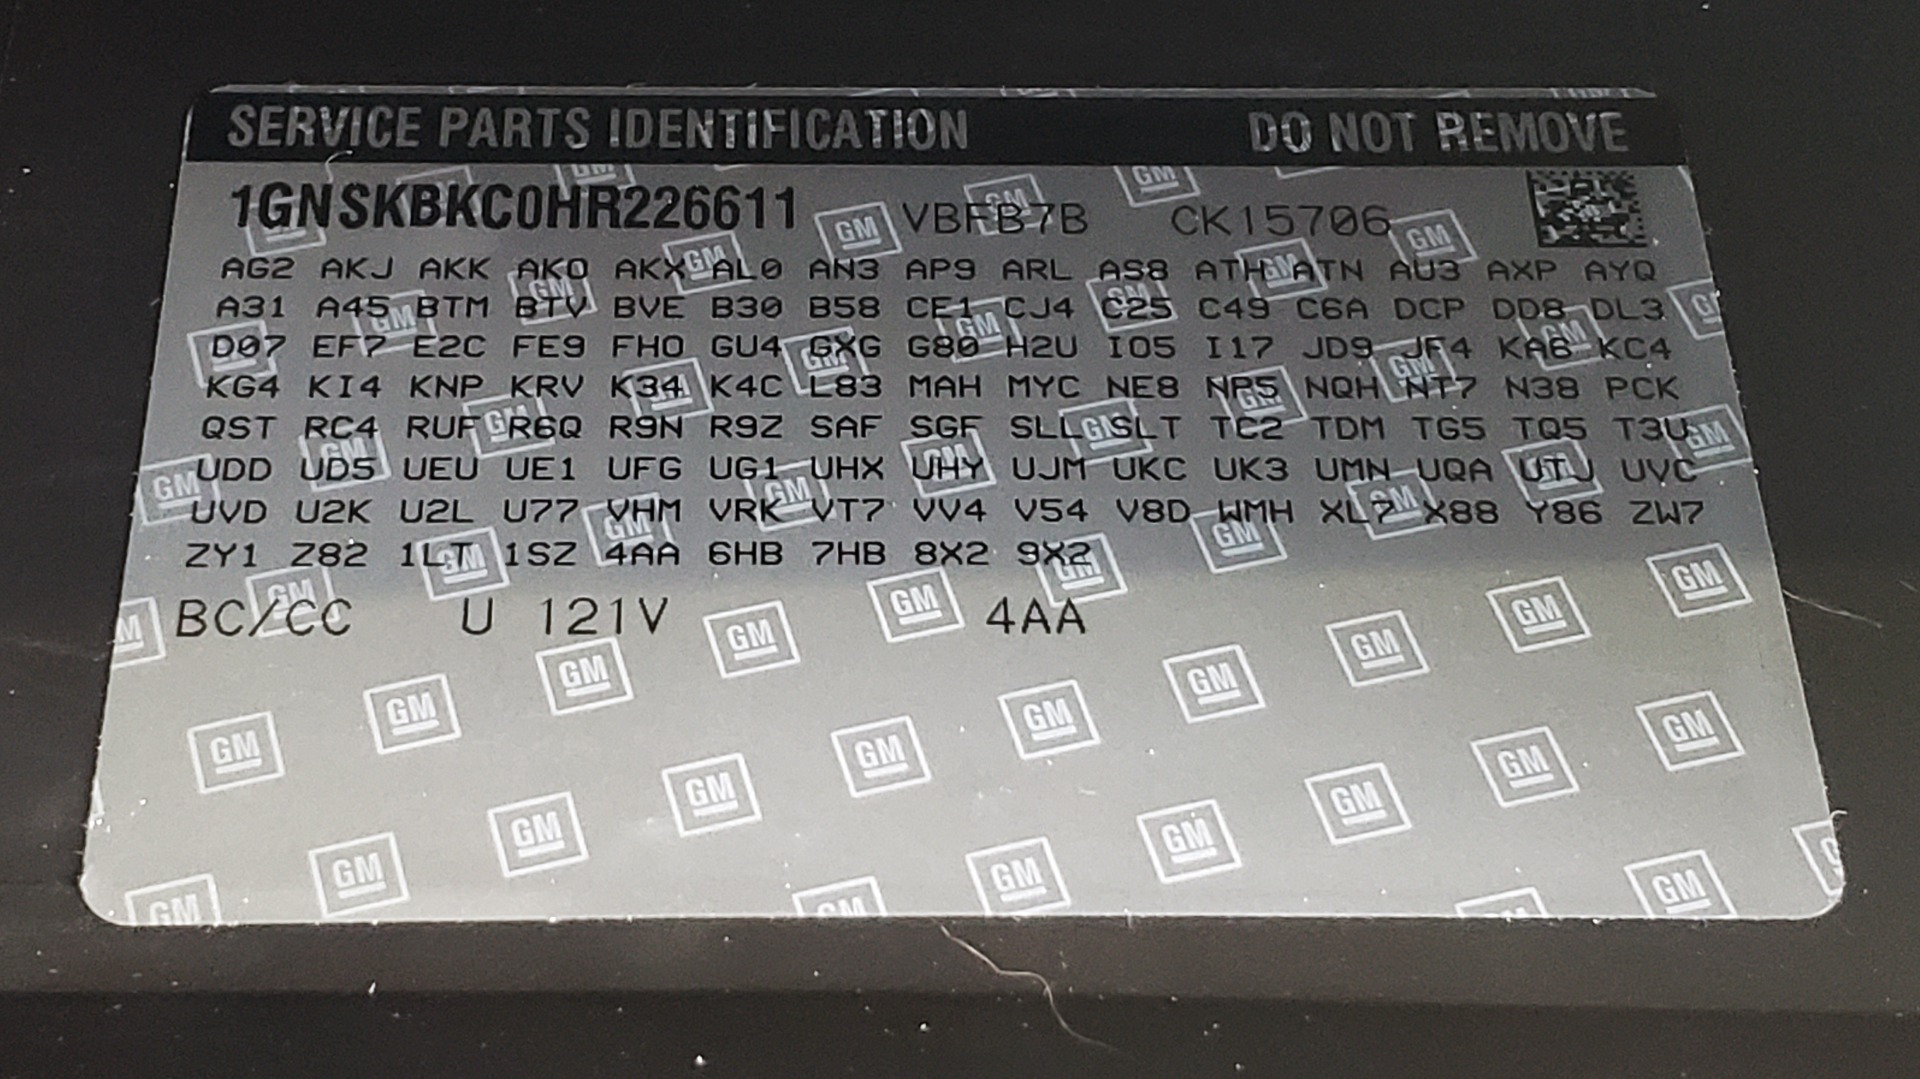 SERVICE PARTS IDENTIFICATION DO NOT REMOVE
1GNSKBKC0HR226611 VBFB7B CK15706
AG2 AKJ AKK AKO AKX AL0 AN3 AP9 ARL AS8 ATH ATN AU3 AXP AYQ
A31 A45 BTM BTV BVE B30 B58 CE1 CJ4 C25 C49 C6A DCP DD8 DL3
D07 EF7 E2C FE9 FHO GU4 GXG G80 H2U IO5 I17 JD9 JF4 KA6 KC4
KG4 KI4 KNP KRV K34 K4C L83 MAH MYC NE8 NP5 NQH NT7 N38 PCK
QST RC4 RUF R6Q R9N R9Z SAF SGF SLL SLT TC2 TDM TG5 TQ5 T3U
UDD UD5 UEU UE1 UFG UG1 UHX UHY UJM UKC UK3 UMN UQA UTJ UVC
UVD U2K U2L U77 VHM VRK VT7 VV4 V54 V8D WMH XL7 X88 Y86 ZW7
ZY1 Z82 1LT 1SZ 4AA 6HB 7HB 8X2 9X2
BC/CC U 121V 4AA